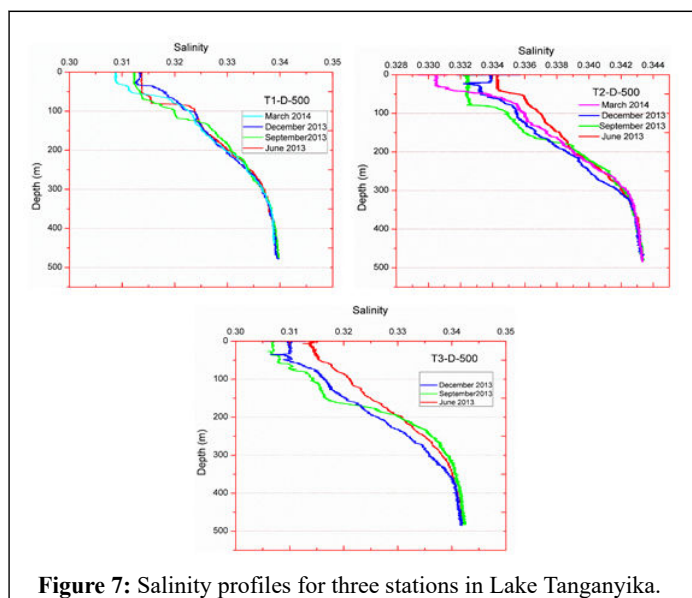 Salinity
0.30 0.31 0.32 0.33 0.34 0.35
0
100
200
300
400
500
Depth (m)
T1-D-500
March 2014
December 2013
September2013
June 2013
Salinity
0.328 0.330 0.332 0.334 0.336 0.338 0.340 0.342 0.344
0
100
200
300
400
500
Depth (m)
T2-D-500
March 2014
December 2013
September 2013
June 2013
Salinity
0.30 0.31 0.32 0.33 0.34 0.35
0
100
200
300
400
500
Depth (m)
T3-D-500
December 2013
September2013
June 2013
Figure 7: Salinity profiles for three stations in Lake Tanganyika.